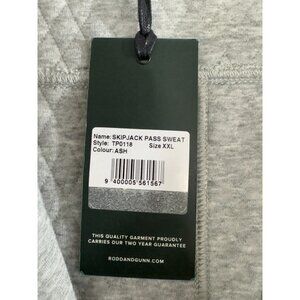 Name: SKIPJACK PASS SWEAT
Style: TP0118 Size XXL
Colour: ASH
9 400005 561567
THIS QUALITY GARMENT PROUDLY
CARRIES OUR TWO YEAR GUARANTEE
RODDANDGUNN.COM